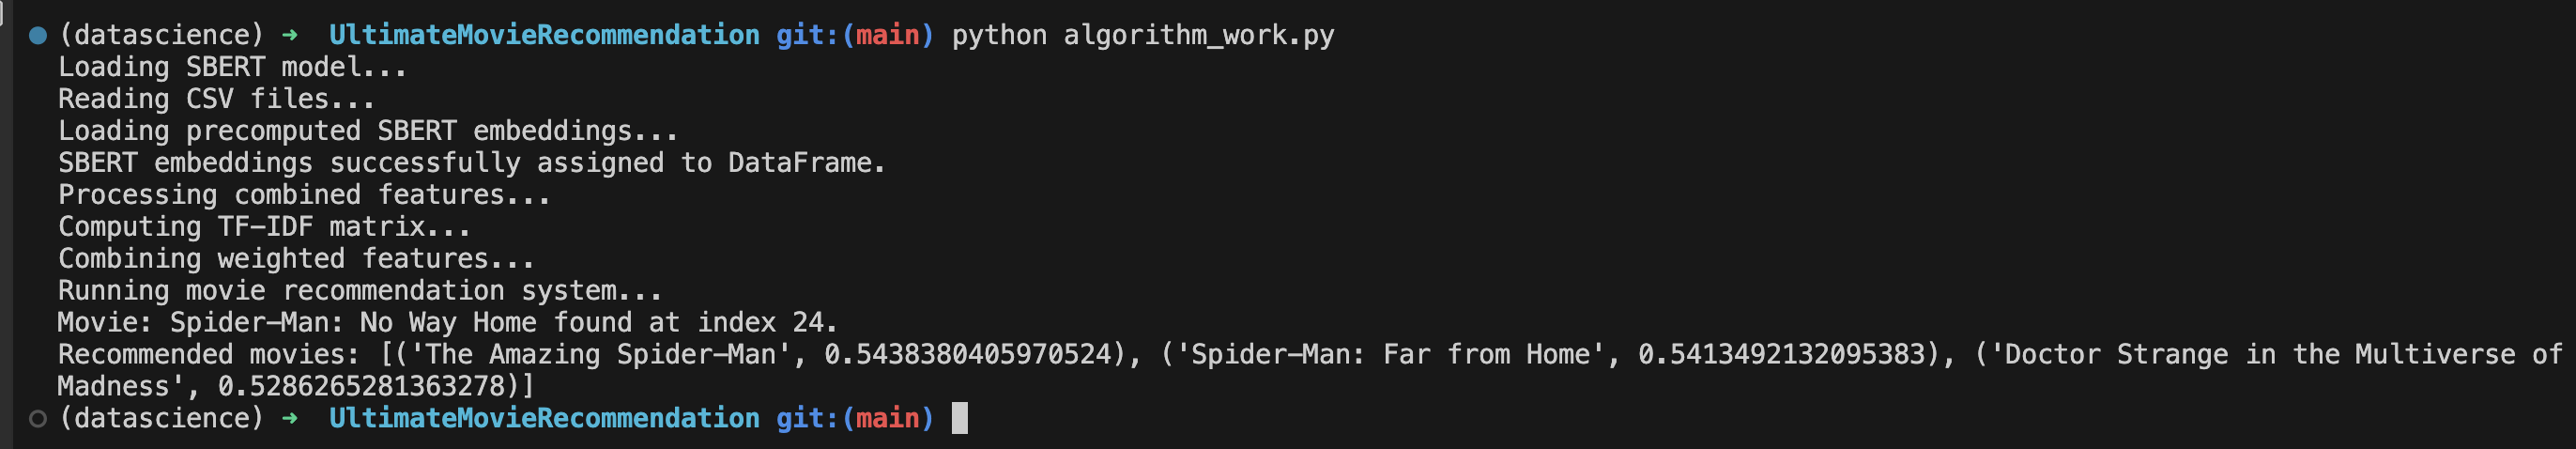 (datascience) → UltimateMovieRecommendation git:(main) python algorithm_work.py
Loading SBERT model...
Reading CSV files...
Loading precomputed SBERT embeddings...
SBERT embeddings successfully assigned to DataFrame.
Processing combined features...
Computing TF-IDF matrix...
Combining weighted features...
Running movie recommendation system...
Movie: Spider-Man: No Way Home found at index 24.
Recommended movies: [('The Amazing Spider-Man', 0.5438380405970524), ('Spider-Man: Far from Home', 0.5413492132095383), ('Doctor Strange in the Multiverse of
Madness', 0.5286265281363278)]
(datascience) → UltimateMovieRecommendation git:(main)